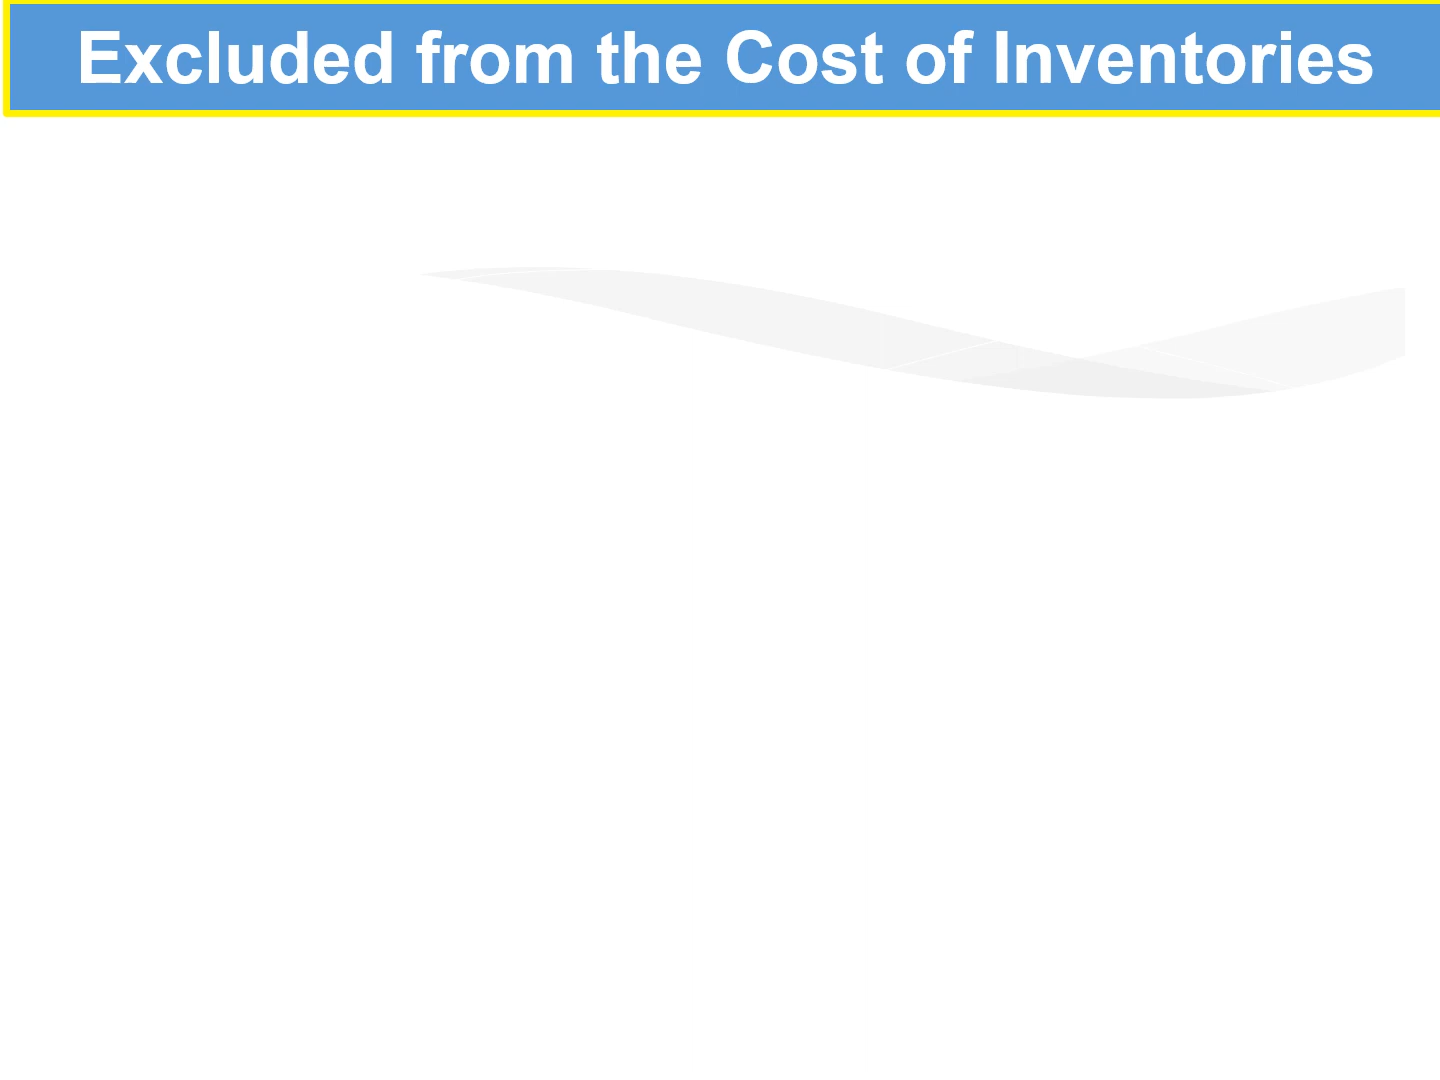 Excluded from the Cost of Inventories